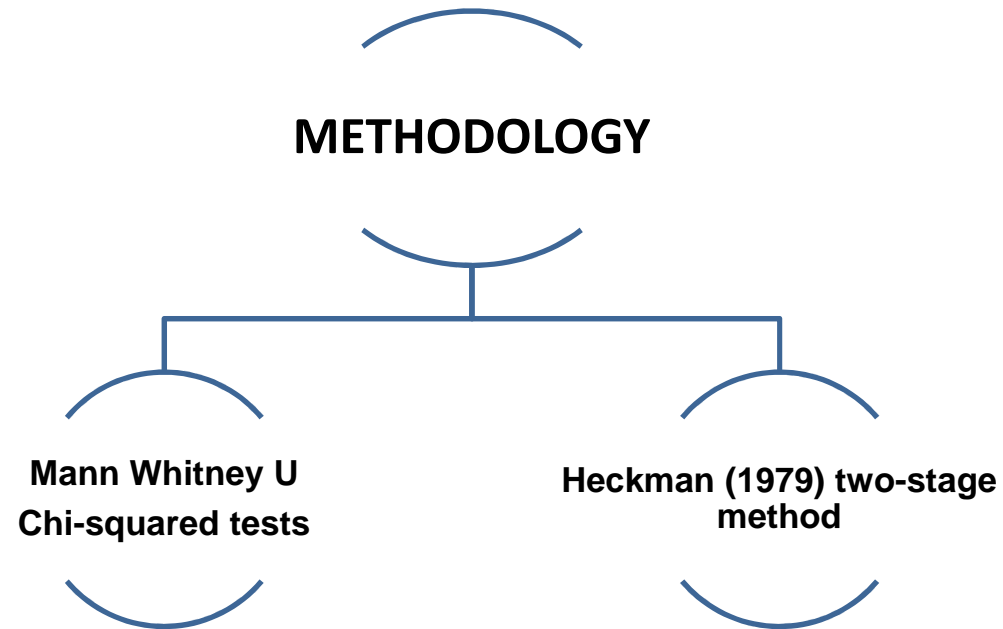 METHODOLOGY
Mann Whitney U
Chi-squared tests
Heckman (1979) two-stage
method